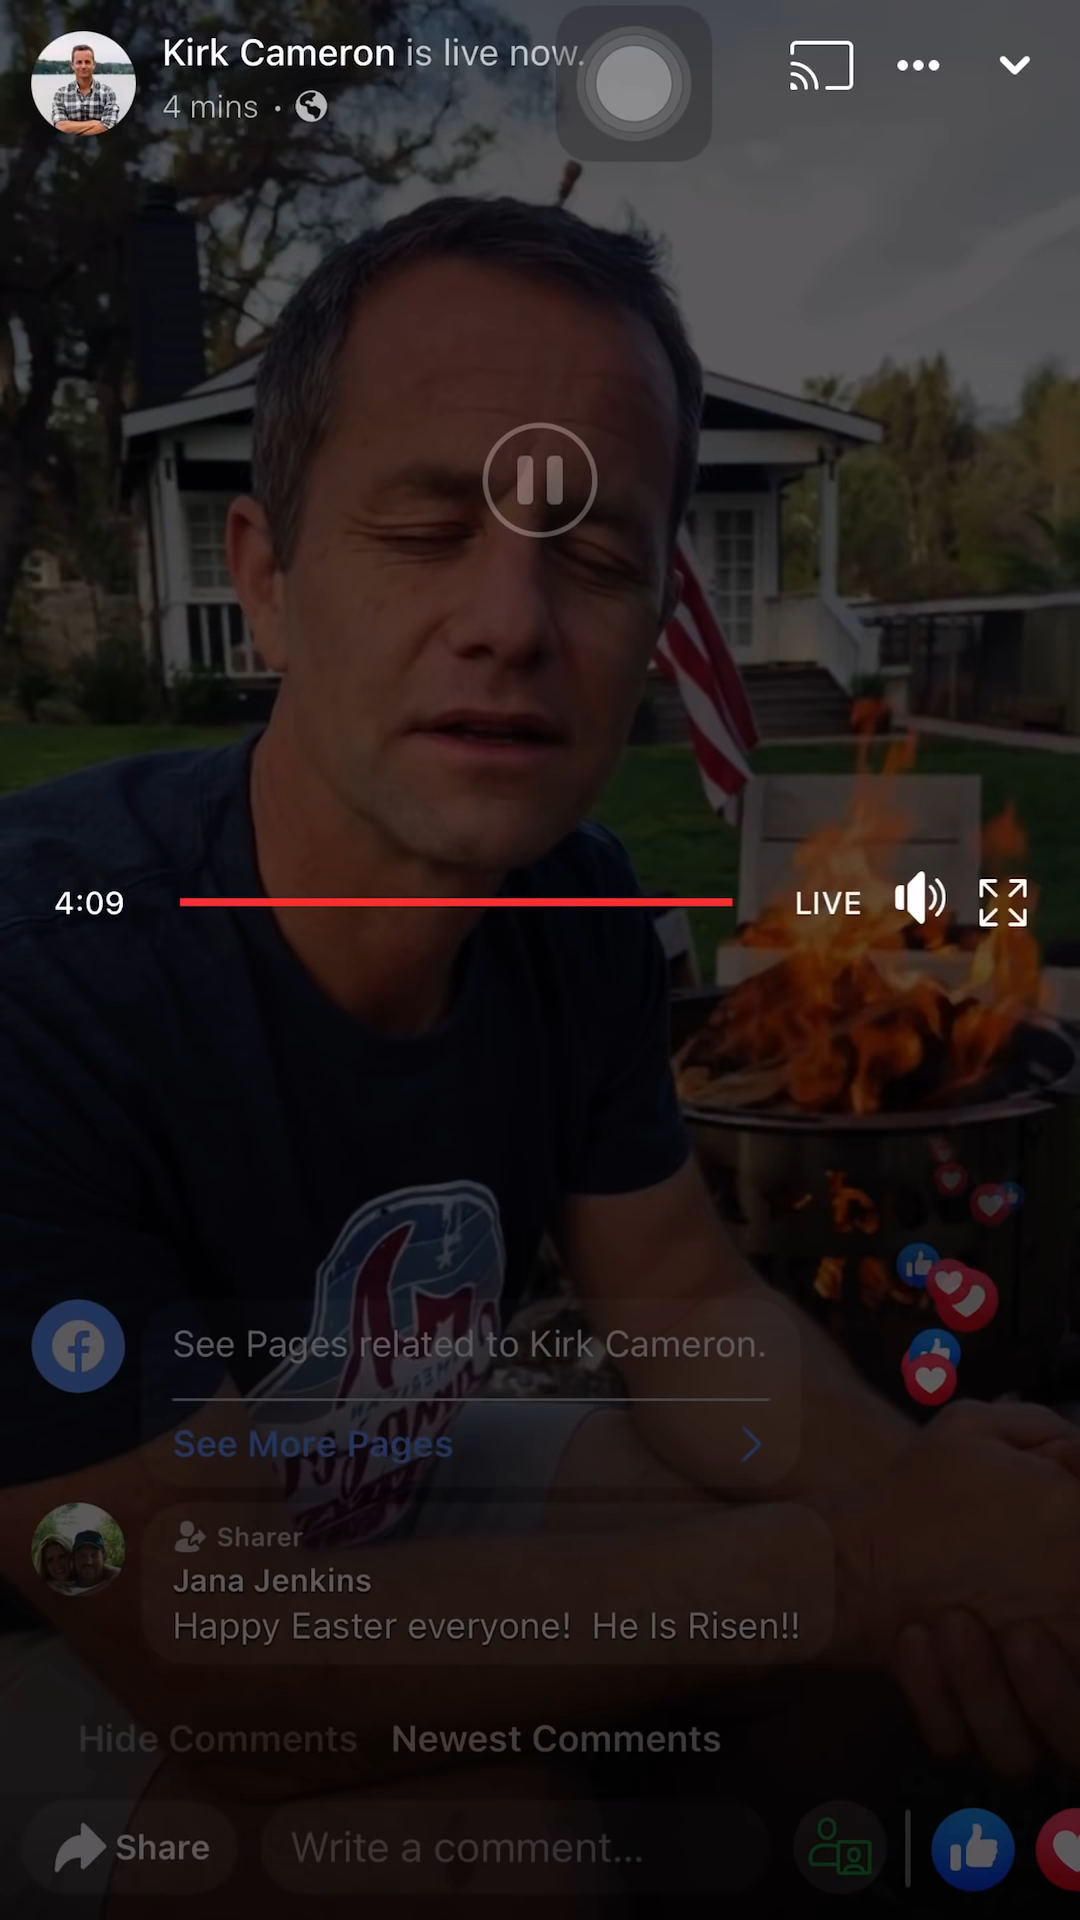 Kirk Cameron is live now.
4 mins ·
4:09
LIVE
See Pages related to Kirk Cameron.
See More Pages
Sharer
Jana Jenkins
Happy Easter everyone!  He Is Risen!!
Hide Comments
Newest Comments
Share
Write a comment...